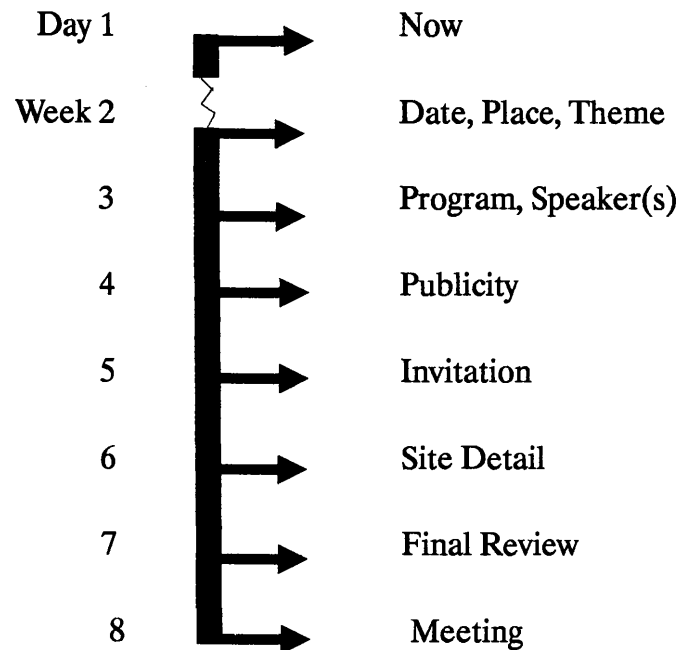 Day 1 Now
Week 2 Date, Place, Theme
3 Program, Speaker(s)
4 Publicity
5 Invitation
6 Site Detail
7 Final Review
8 Meeting